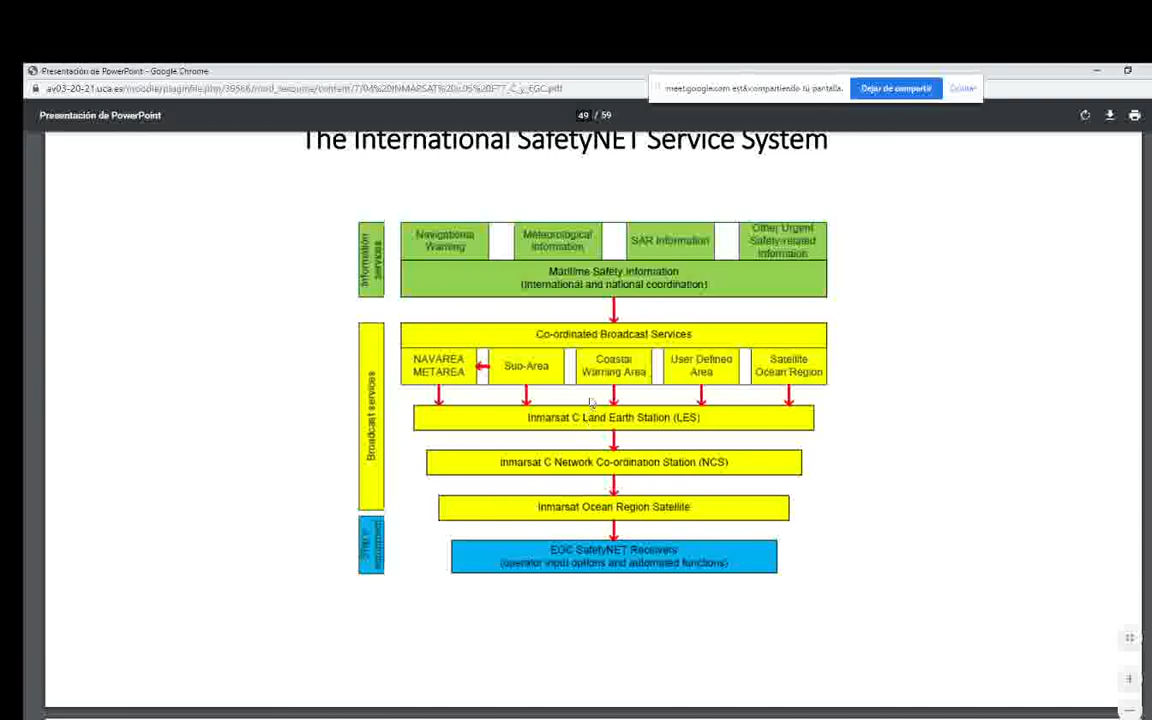 Presentación de PowerPoint - Google Chrome
meet.google.com está compartiendo tu pantalla.
Dejar de compartir
Ocultar
Presentación de PowerPoint
49 / 59
The International SafetyNET Service System
Information
services
Navigational
Warning
Meteorological
Information
SAR Information
Other Urgent
Safety-related
Information
Maritime Safety Information
(International and national coordination)
Broadcast services
Co-ordinated Broadcast Services
NAVAREA
METAREA
Sub-Area
Coastal
Warning Area
User Defined
Area
Satellite
Ocean Region
Inmarsat C Land Earth Station (LES)
Inmarsat C Network Co-ordination Station (NCS)
Inmarsat Ocean Region Satellite
EGC SafetyNET Receivers
(operator input options and automated functions)